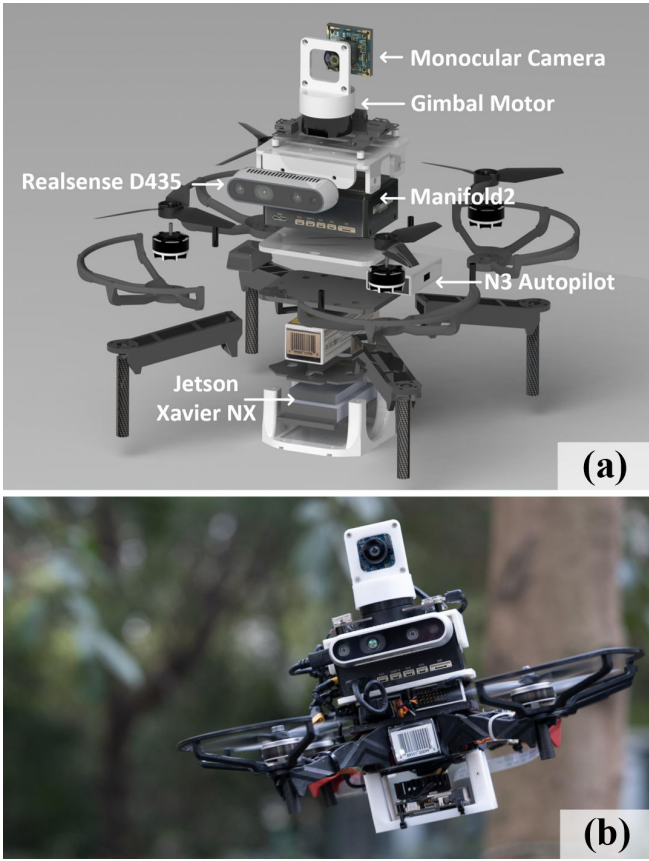 Monocular Camera
Gimbal Motor
Realsense D435
Manifold2
N3 Autopilot
Jetson
Xavier NX
(a)
(b)